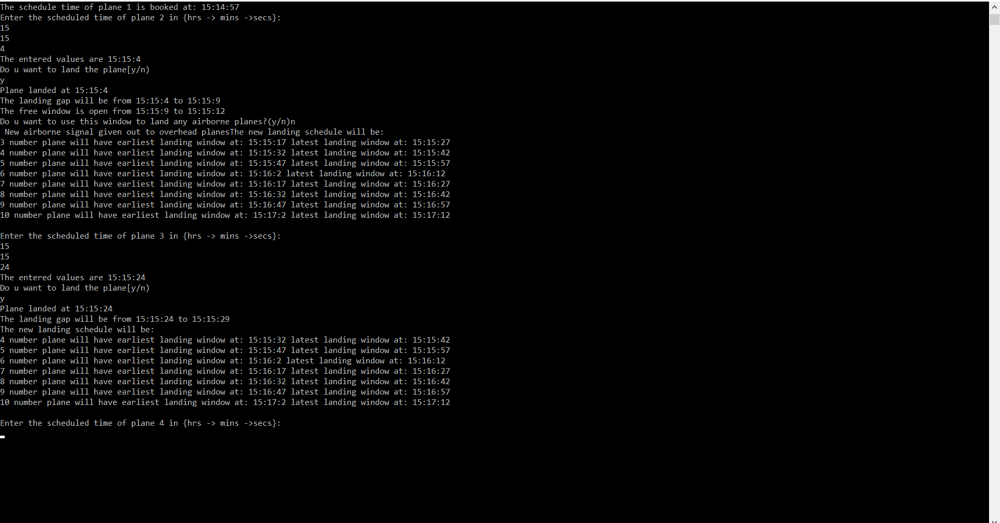 The schedule time of plane 1 is booked at: 15:14:57
Enter the scheduled time of plane 2 in {hrs -> mins ->secs}:
15
15
4
The entered values are 15:15:4
Do u want to land the plane[y/n)
y
Plane landed at 15:15:4
The landing gap will be from 15:15:4 to 15:15:9
The free window is open from 15:15:9 to 15:15:12
Do u want to use this window to land any airborne planes?(y/n)n
 New airborne signal given out to overhead planesThe new landing schedule will be:
3 number plane will have earliest landing window at: 15:15:17 latest landing window at: 15:15:27
4 number plane will have earliest landing window at: 15:15:32 latest landing window at: 15:15:42
5 number plane will have earliest landing window at: 15:15:47 latest landing window at: 15:15:57
6 number plane will have earliest landing window at: 15:16:2 latest landing window at: 15:16:12
7 number plane will have earliest landing window at: 15:16:17 latest landing window at: 15:16:27
8 number plane will have earliest landing window at: 15:16:32 latest landing window at: 15:16:42
9 number plane will have earliest landing window at: 15:16:47 latest landing window at: 15:16:57
10 number plane will have earliest landing window at: 15:17:2 latest landing window at: 15:17:12

Enter the scheduled time of plane 3 in {hrs -> mins ->secs}:
15
15
24
The entered values are 15:15:24
Do u want to land the plane[y/n)
y
Plane landed at 15:15:24
The landing gap will be from 15:15:24 to 15:15:29
The new landing schedule will be:
4 number plane will have earliest landing window at: 15:15:32 latest landing window at: 15:15:42
5 number plane will have earliest landing window at: 15:15:47 latest landing window at: 15:15:57
6 number plane will have earliest landing window at: 15:16:2 latest landing window at: 15:16:12
7 number plane will have earliest landing window at: 15:16:17 latest landing window at: 15:16:27
8 number plane will have earliest landing window at: 15:16:32 latest landing window at: 15:16:42
9 number plane will have earliest landing window at: 15:16:47 latest landing window at: 15:16:57
10 number plane will have earliest landing window at: 15:17:2 latest landing window at: 15:17:12

Enter the scheduled time of plane 4 in {hrs -> mins ->secs}: